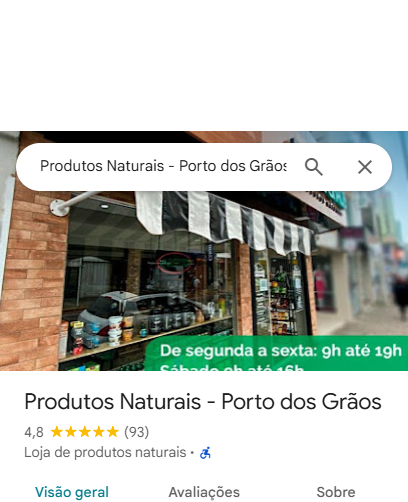 Produtos Naturais - Porto dos Grãos
De segunda a sexta: 9h até 19h
Sábado 9h até 16h
Produtos Naturais - Porto dos Grãos
4,8 (93)
Loja de produtos naturais ·
Visão geral Avaliações Sobre